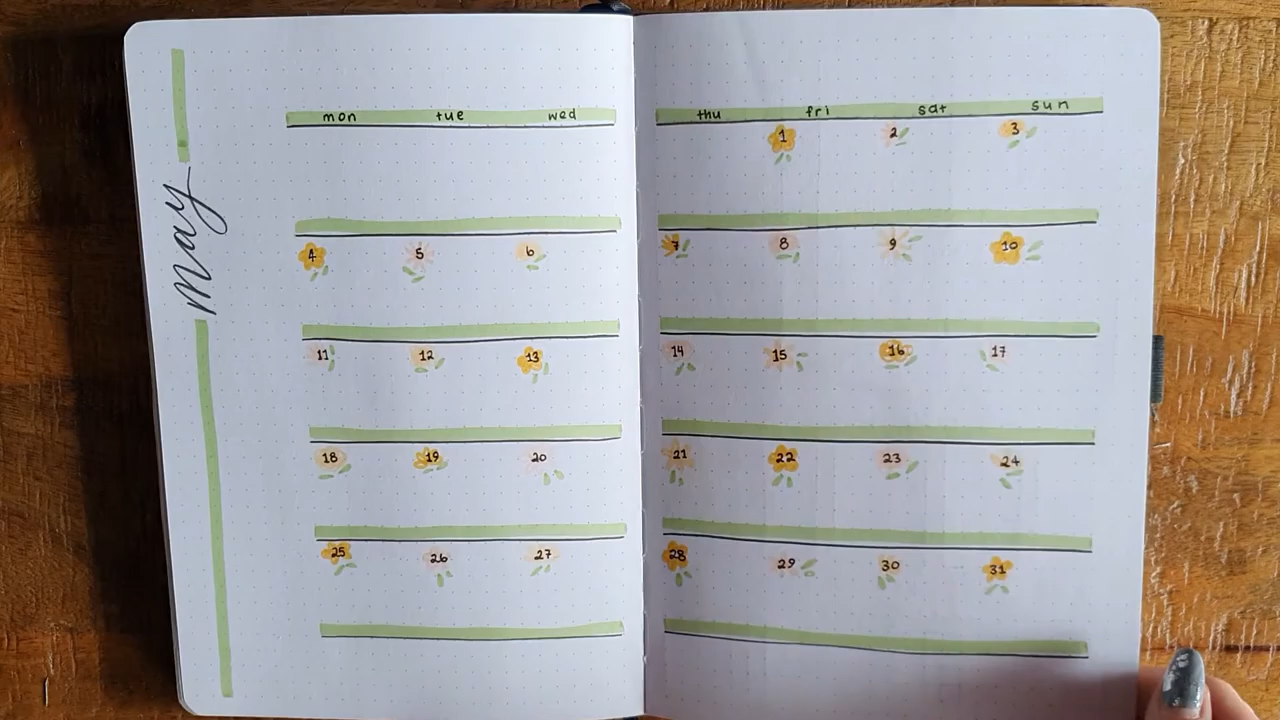 May
mon tue wed thu fri sat sun
1 2 3
4 5 6 7 8 9 10
11 12 13 14 15 16 17
18 19 20 21 22 23 24
25 26 27 28 29 30 31